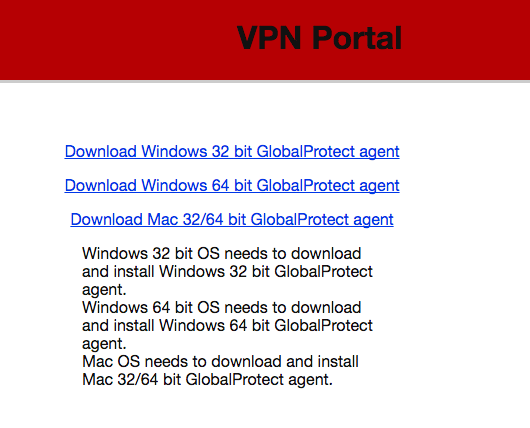 VPN Portal
Download Windows 32 bit GlobalProtect agent
Download Windows 64 bit GlobalProtect agent
Download Mac 32/64 bit GlobalProtect agent
Windows 32 bit OS needs to download
and install Windows 32 bit GlobalProtect
agent.
Windows 64 bit OS needs to download
and install Windows 64 bit GlobalProtect
agent.
Mac OS needs to download and install
Mac 32/64 bit GlobalProtect agent.